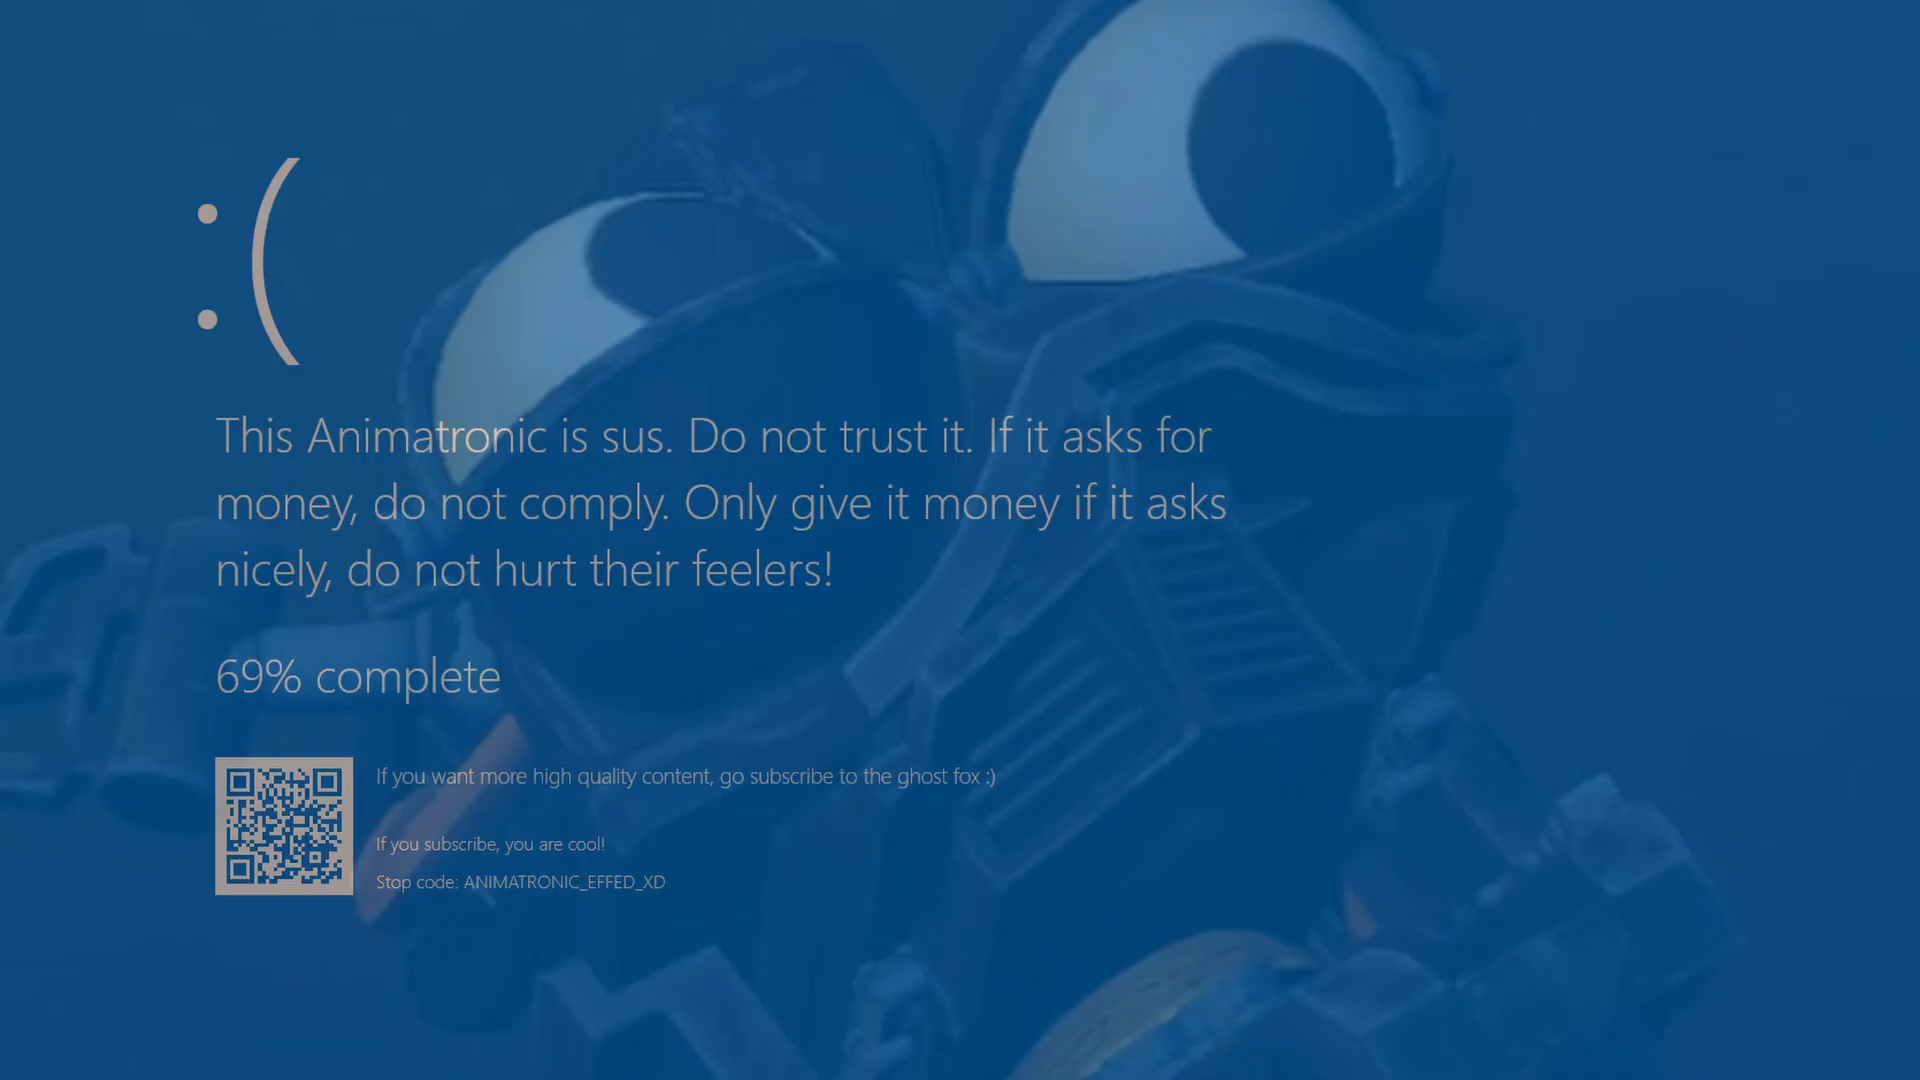 :(
This Animatronic is sus. Do not trust it. If it asks for
money, do not comply. Only give it money if it asks
nicely, do not hurt their feelers!
69% complete
If you want more high quality content, go subscribe to the ghost fox :)
If you subscribe, you are cool!
Stop code: ANIMATRONIC_EFFED_XD